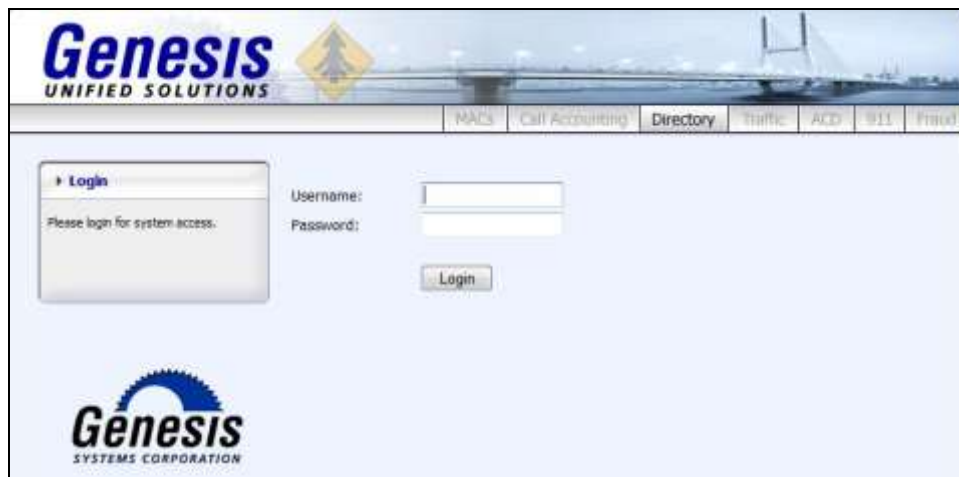 Genesis
UNIFIED SOLUTIONS
MACs Call Accounting Directory Traffic ACD 911 Fraud
Login
Please login for system access.
Username:
Password:
Login
Genesis
SYSTEMS CORPORATION